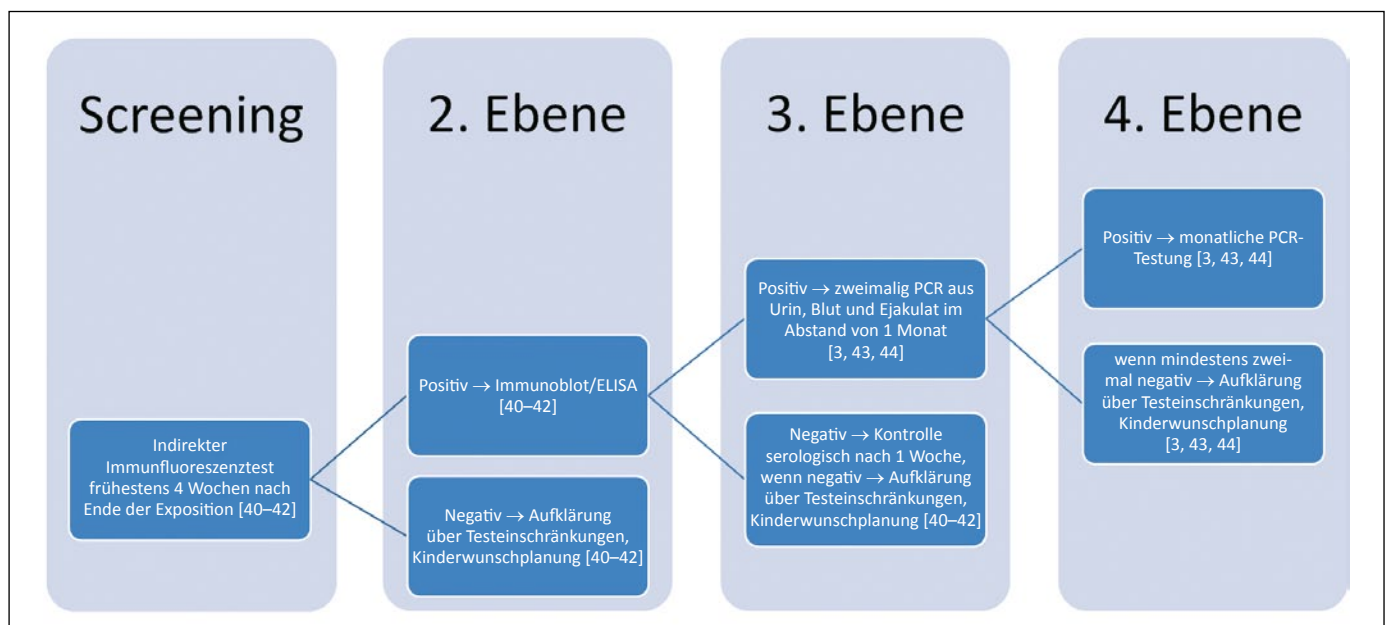 Screening
Indirekter
Immunfluoreszenztest
frühestens 4 Wochen nach
Ende der Exposition [40–42]
2. Ebene
Positiv → Immunoblot/ELISA
[40–42]
Negativ → Aufklärung
über Testeinschränkungen,
Kinderwunschplanung [40–42]
3. Ebene
Positiv → zweimalig PCR aus
Urin, Blut und Ejakulat im
Abstand von 1 Monat
[3, 43, 44]
Negativ → Kontrolle
serologisch nach 1 Woche,
wenn negativ → Aufklärung
über Testeinschränkungen,
Kinderwunschplanung [40–42]
4. Ebene
Positiv → monatliche PCR-
Testung [3, 43, 44]
wenn mindestens zwei-
mal negativ → Aufklärung
über Testeinschränkungen,
Kinderwunschplanung
[3, 43, 44]